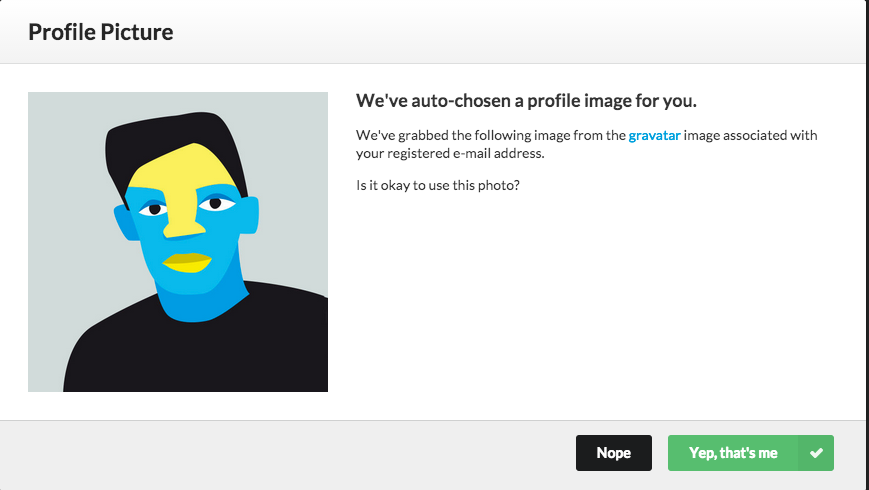 Profile Picture
We've auto-chosen a profile image for you.
We've grabbed the following image from the gravatar image associated with
your registered e-mail address.
Is it okay to use this photo?
Nope
Yep, that's me